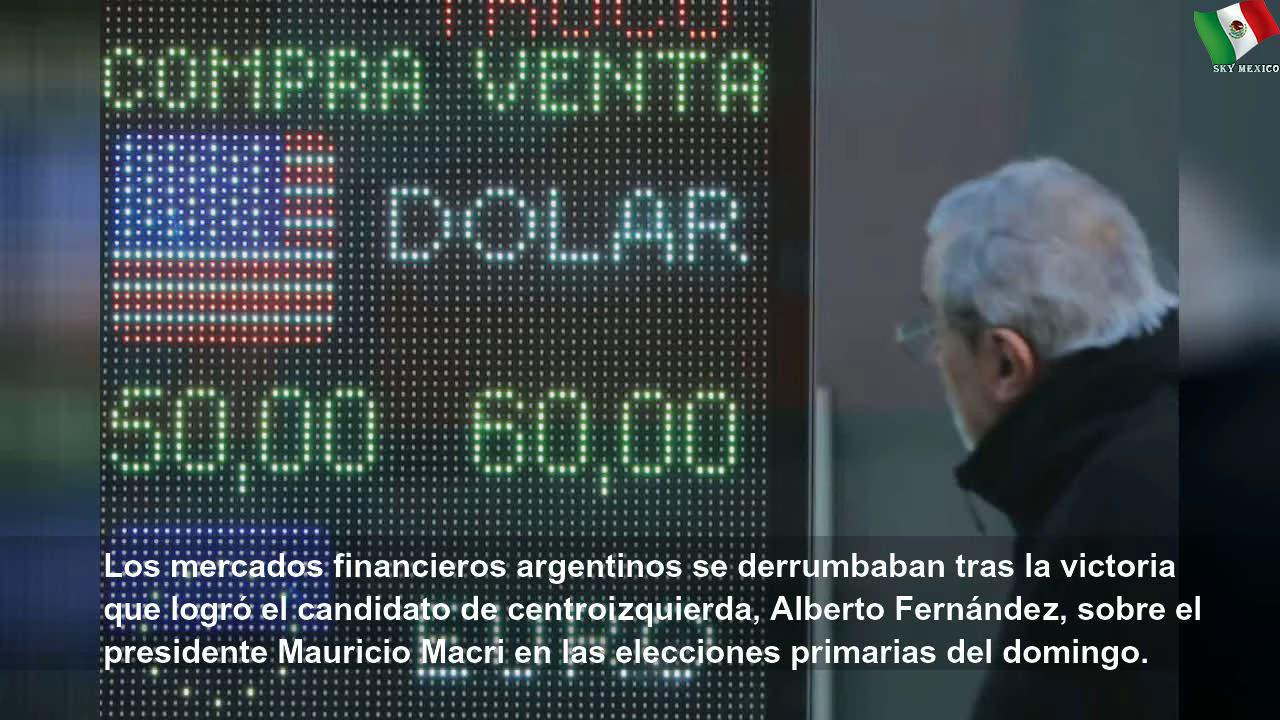 SKY MEXICO
COMPRA VENTA
DOLAR
50,00 60,00
Los mercados financieros argentinos se derrumbaban tras la victoria
que logró el candidato de centroizquierda, Alberto Fernández, sobre el
presidente Mauricio Macri en las elecciones primarias del domingo.